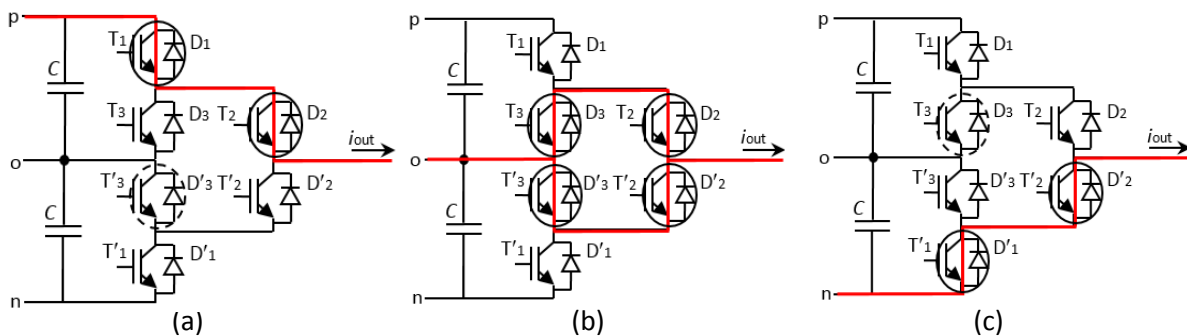 p
T1
D1
C
T3
D3
T2
D2
iout
o
T'3
D'3
T'2
D'2
C
T'1
D'1
n
(a)
p
T1
D1
C
T3
D3
T2
D2
iout
o
T'3
D'3
T'2
D'2
C
T'1
D'1
n
(b)
p
T1
D1
C
T3
D3
T2
D2
iout
o
T'3
D'3
T'2
D'2
C
T'1
D'1
n
(c)